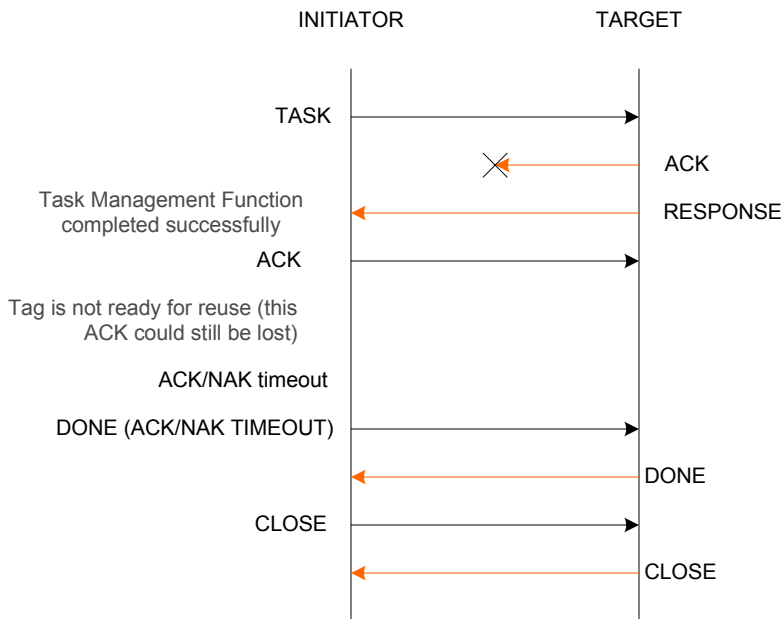 INITIATOR
TARGET
TASK
ACK
Task Management Function
completed successfully
RESPONSE
ACK
Tag is not ready for reuse (this
ACK could still be lost)
ACK/NAK timeout
DONE (ACK/NAK TIMEOUT)
DONE
CLOSE
CLOSE